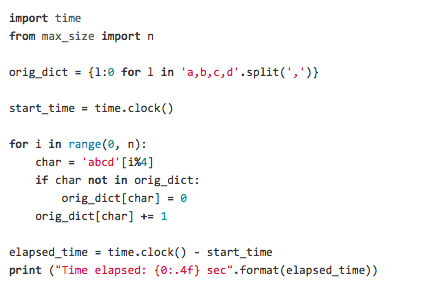 import time
from max_size import n

orig_dict = {l:0 for l in 'a,b,c,d'.split(',')}

start_time = time.clock()

for i in range(0, n):
    char = 'abcd'[i%4]
    if char not in orig_dict:
        orig_dict[char] = 0
    orig_dict[char] += 1

elapsed_time = time.clock() - start_time
print ("Time elapsed: {0:.4f} sec".format(elapsed_time))